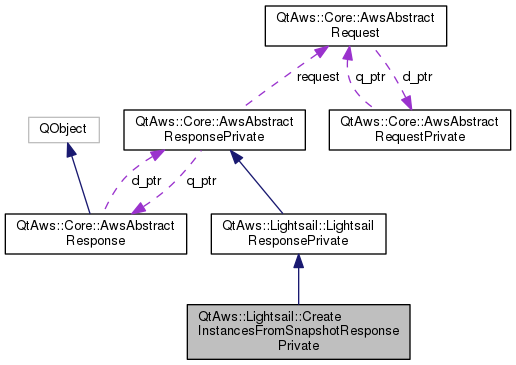 QtAws::Core::AwsAbstract
Request
request
q_ptr
d_ptr
QObject
QtAws::Core::AwsAbstract
ResponsePrivate
QtAws::Core::AwsAbstract
RequestPrivate
d_ptr
q_ptr
QtAws::Core::AwsAbstract
Response
QtAws::Lightsail::Lightsail
ResponsePrivate
QtAws::Lightsail::Create
InstancesFromSnapshotResponse
Private